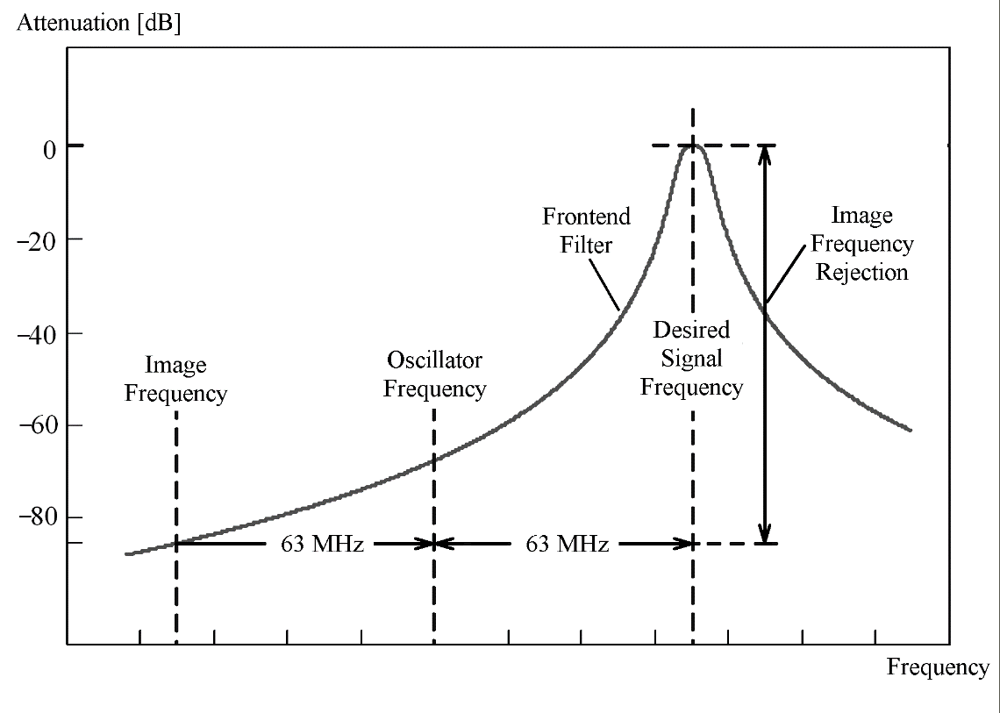 Attenuation [dB]
0
−20
−40
−60
−80
Frontend
Filter
Image
Frequency
Rejection
Desired
Signal
Frequency
Oscillator
Frequency
Image
Frequency
63 MHz
63 MHz
Frequency